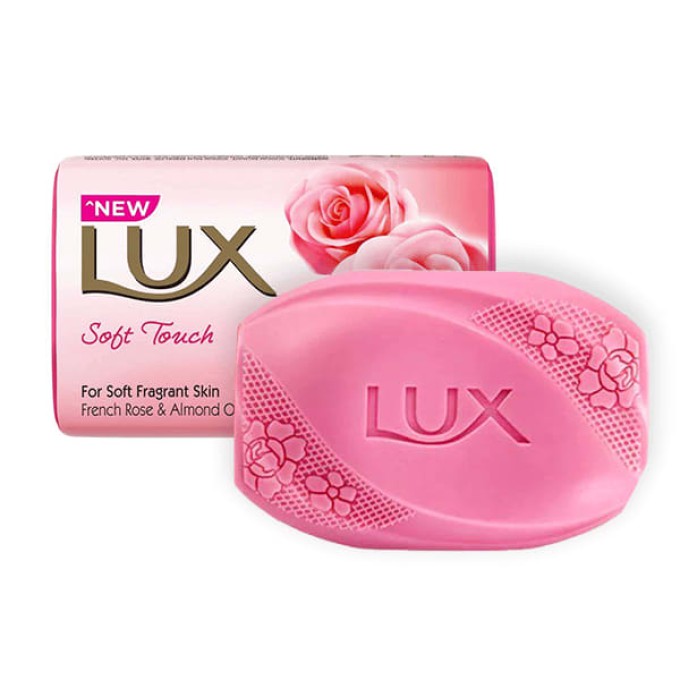 ^NEW
LUX
Soft Touch
For Soft Fragrant Skin
French Rose & Almond O
LUX